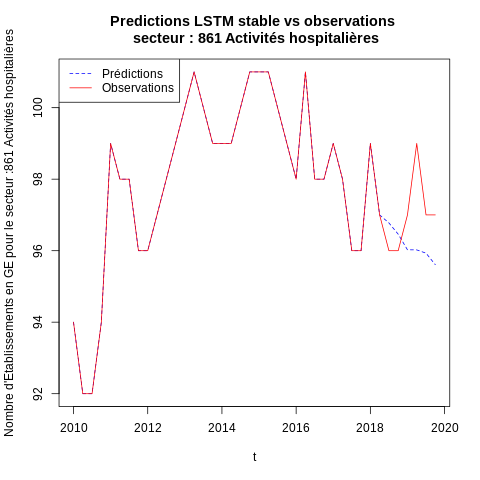 Predictions LSTM stable vs observations
secteur : 861 Activités hospitalières
Nombre d'Etablissements en GE pour le secteur :861 Activités hospitalières
Prédictions
Observations
100
98
96
94
92
2010 2012 2014 2016 2018 2020
t